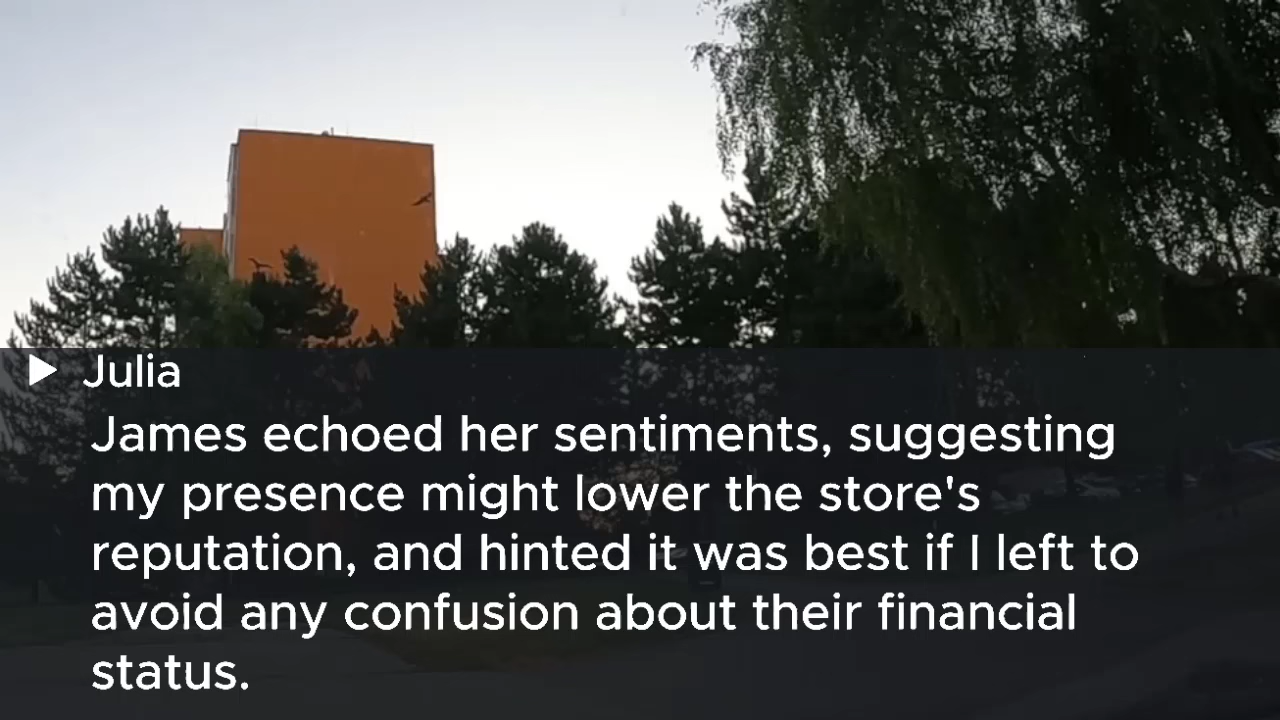 Julia
James echoed her sentiments, suggesting
my presence might lower the store's
reputation, and hinted it was best if I left to
avoid any confusion about their financial
status.